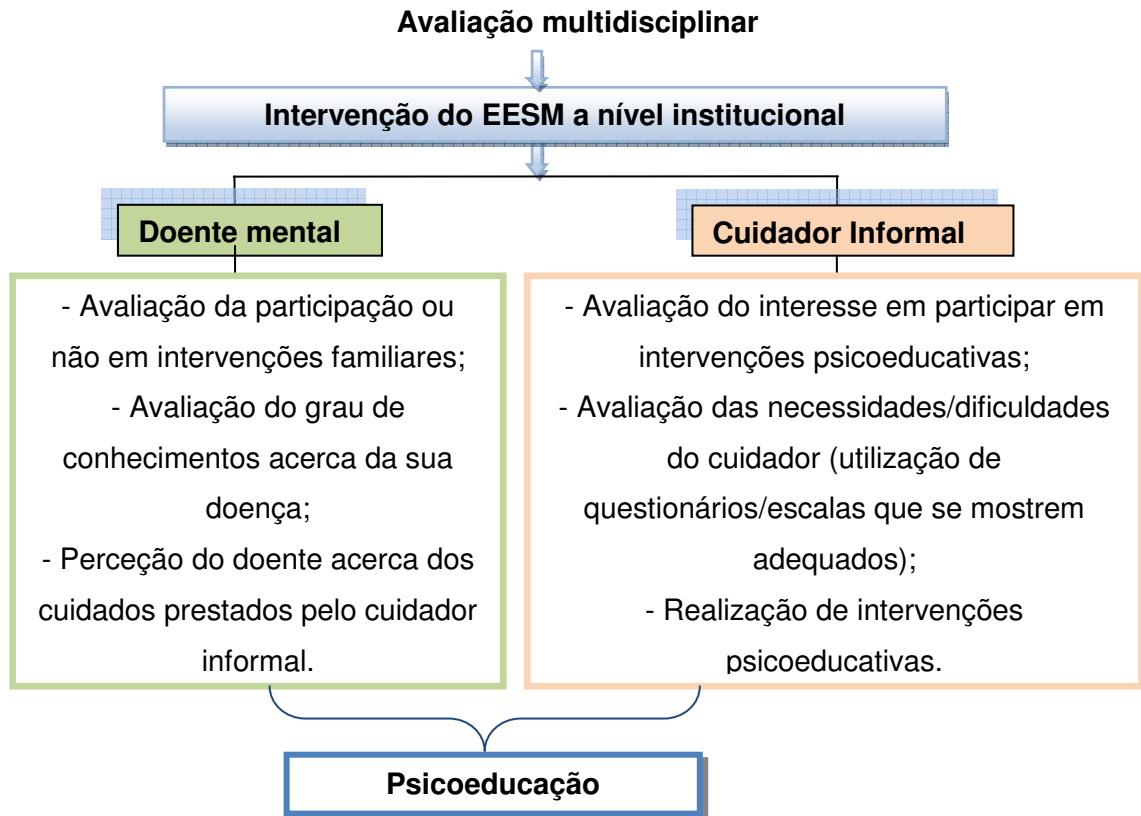 Avaliação multidisciplinar
Intervenção do EESM a nível institucional
Doente mental
- Avaliação da participação ou
não em intervenções familiares;
- Avaliação do grau de
conhecimentos acerca da sua
doença;
- Perceção do doente acerca dos
cuidados prestados pelo cuidador
informal.
Cuidador Informal
- Avaliação do interesse em participar em
intervenções psicoeducativas;
- Avaliação das necessidades/dificuldades
do cuidador (utilização de
questionários/escalas que se mostrem
adequados);
- Realização de intervenções
psicoeducativas.
Psicoeducação